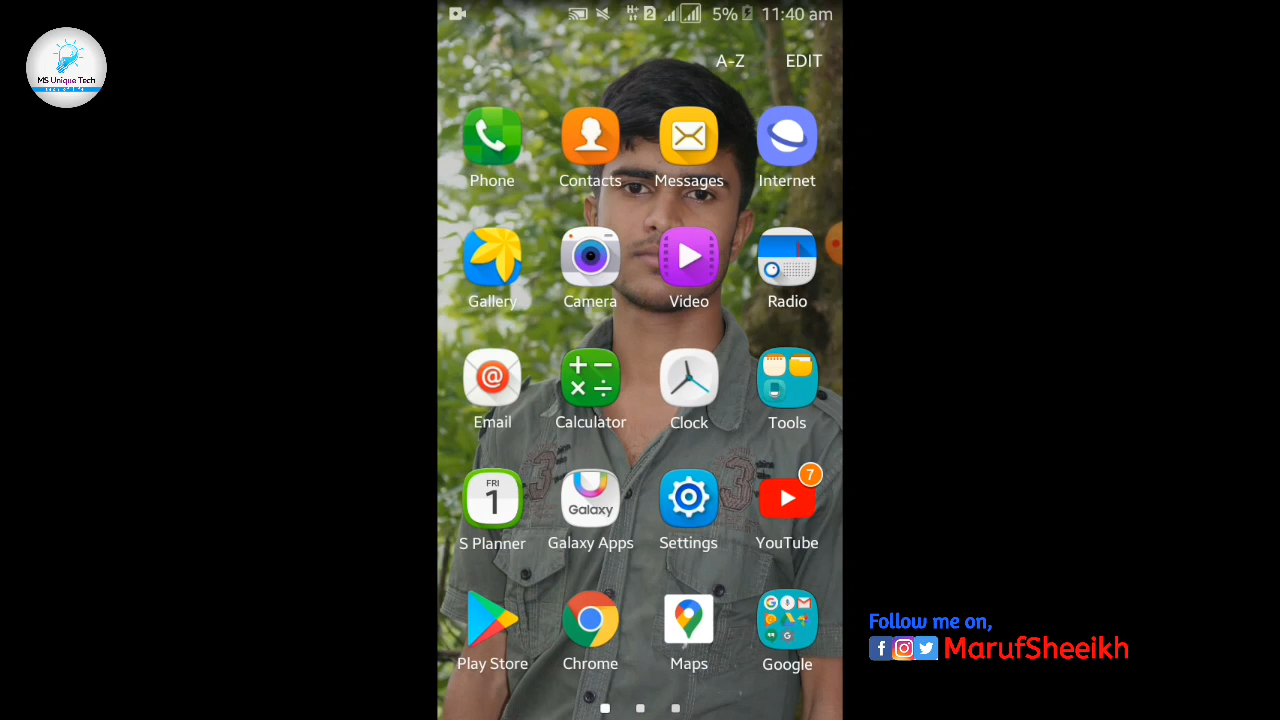 MS Unique Tech
H+ 2 5% 11:40 am
A-Z EDIT
Phone Contacts Messages Internet
Gallery Camera Video Radio
@
Email Calculator Clock Tools
FRI
1
Galaxy
7
S Planner Galaxy Apps Settings YouTube
Play Store Chrome Maps Google
Follow me on,
MarufSheeikh